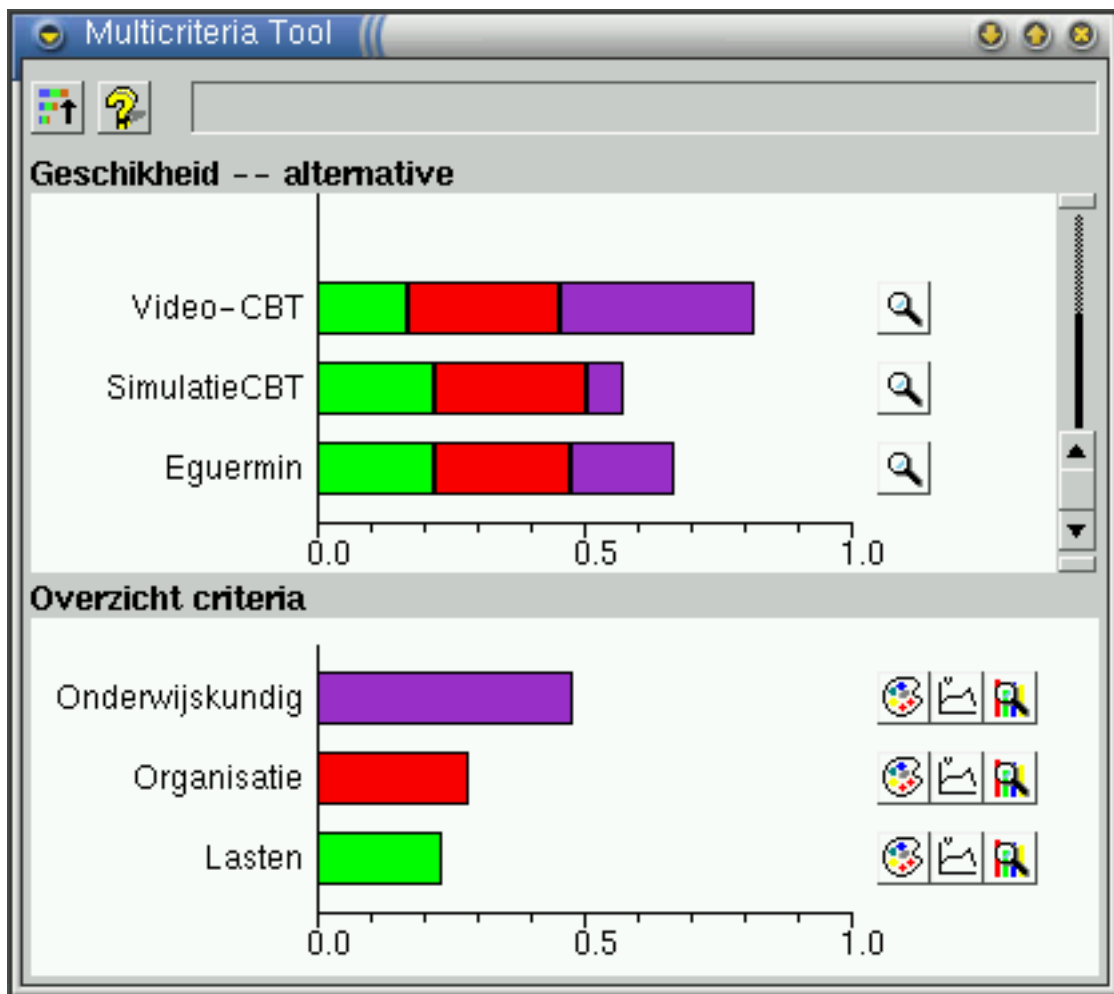 Multicriteria Tool
Geschikheid -- alternative
Video-CBT
SimulatieCBT
Eguermin
0.0 0.5 1.0
Overzicht criteria
Onderwijskundig
Organisatie
Lasten
0.0 0.5 1.0